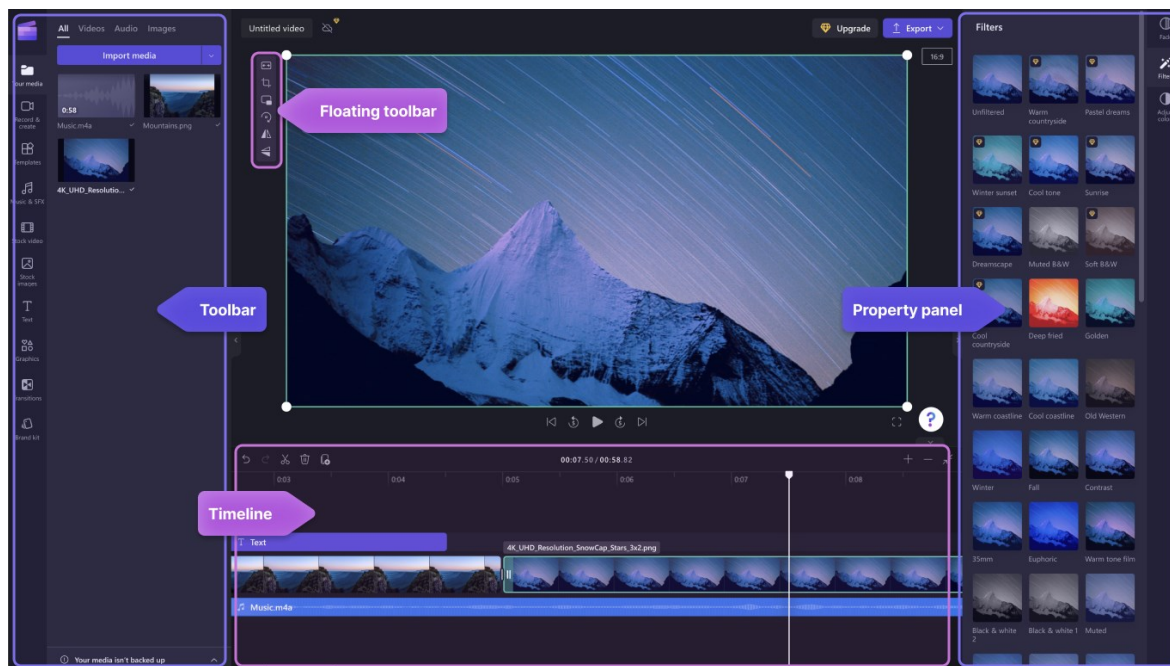 All Videos Audio Images
Import media
0:58
Music.m4a
Mountains.png
4K_UHD_Resolutio...
Your media
Record &
create
Templates
Music & SFX
Stock video
Stock
images
Text
Graphics
Transitions
Brand kit
Toolbar
Your media isn't backed up
Untitled video
Upgrade
Export
16:9
Floating toolbar
Property panel
5
5
?
00:07.50 / 00:58.82
0:03 0:04 0:05 0:06 0:07 0:08
Timeline
T Text
4K_UHD_Resolution_SnowCap_Stars_3x2.png
Music.m4a
Filters
Unfiltered
Warm
countryside
Pastel dreams
Winter sunset
Cool tone
Sunrise
Dreamscape
Muted B&W
Soft B&W
Cool
countryside
Deep fried
Golden
Warm coastline
Cool coastline
Old Western
Winter
Fall
Contrast
35mm
Euphoric
Warm tone film
Black & white
2
Black & white 1
Muted